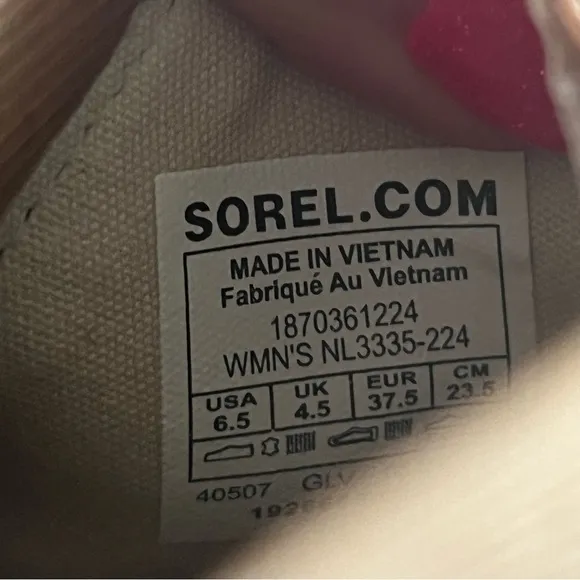 SOREL.COM
MADE IN VIETNAM
Fabriqué Au Vietnam
1870361224
WMN'S NL3335-224
USA UK EUR CM
6.5 4.5 37.5 23.5
40507